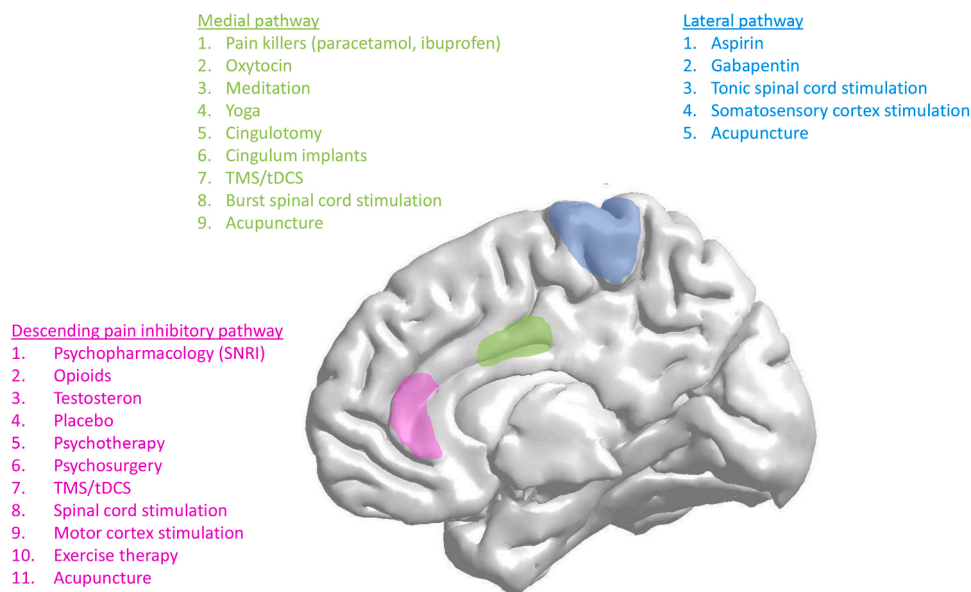 Medial pathway
1. Pain killers (paracetamol, ibuprofen)
2. Oxytocin
3. Meditation
4. Yoga
5. Cingulotomy
6. Cingulum implants
7. TMS/tDCS
8. Burst spinal cord stimulation
9. Acupuncture
Lateral pathway
1. Aspirin
2. Gabapentin
3. Tonic spinal cord stimulation
4. Somatosensory cortex stimulation
5. Acupuncture
Descending pain inhibitory pathway
1. Psychopharmacology (SNRI)
2. Opioids
3. Testosteron
4. Placebo
5. Psychotherapy
6. Psychosurgery
7. TMS/tDCS
8. Spinal cord stimulation
9. Motor cortex stimulation
10. Exercise therapy
11. Acupuncture